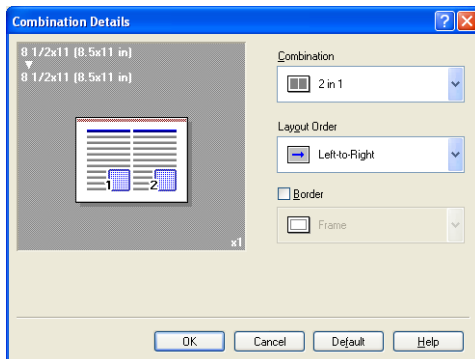 Combination Details
8 1/2x11 (8.5x11 in)
8 1/2x11 (8.5x11 in)
1 2
x1
Combination
2 in 1
Layout Order
Left-to-Right
Border
Frame
OK Cancel Default Help